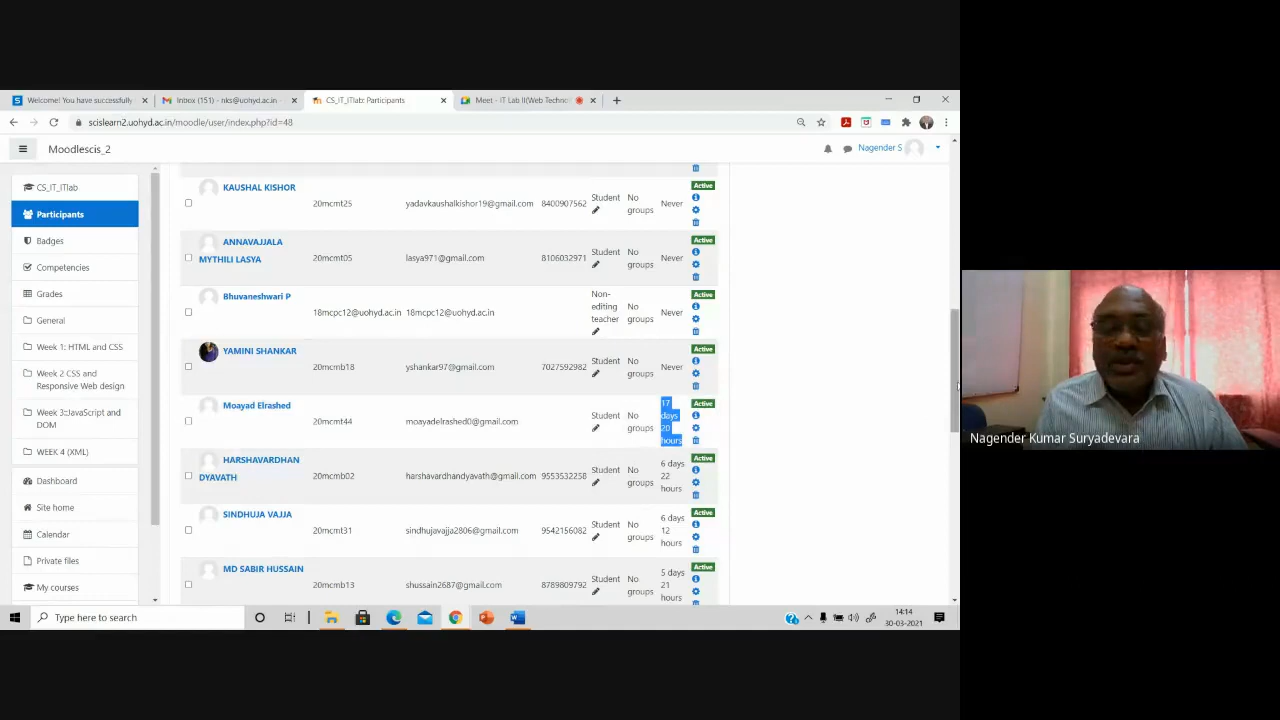 Welcome! You have successfully
Inbox (151) - nks@uohyd.ac.in -
CS_IT_ITlab: Participants
Meet - IT Lab II(Web Techno
scislearn2.uohyd.ac.in/moodle/user/index.php?id=48
Moodlescis_2
Nagender S
CS_IT_ITlab
Participants
Badges
Competencies
Grades
General
Week 1: HTML and CSS
Week 2 CSS and
Responsive Web design
Week 3::JavaScript and
DOM
WEEK 4 (XML)
Dashboard
Site home
Calendar
Private files
My courses
KAUSHAL KISHOR
20mcmt25
yadavkaushalkishor19@gmail.com
8400907562
Student
No
groups
Never
Active
ANNAVAJJALA
MYTHILI LASYA
20mcmt05
lasya971@gmail.com
8106032971
Student
No
groups
Never
Active
Bhuvaneshwari P
18mcpc12@uohyd.ac.in
18mcpc12@uohyd.ac.in
Non-
editing
teacher
No
groups
Never
Active
YAMINI SHANKAR
20mcmb18
yshankar97@gmail.com
7027592982
Student
No
groups
Never
Active
Moayad Elrashed
20mcmt44
moayadelrashed0@gmail.com
Student
No
groups
17
days
20
hours
Active
HARSHAVARDHAN
DYAVATH
20mcmb02
harshavardhandyavath@gmail.com
9553532258
Student
No
groups
6 days
22
hours
Active
SINDHUJA VAJJA
20mcmt31
sindhujavajja2806@gmail.com
9542156082
Student
No
groups
6 days
12
hours
Active
MD SABIR HUSSAIN
20mcmb13
shussain2687@gmail.com
8789809792
Student
No
groups
5 days
21
hours
Active
Type here to search
14:14
30-03-2021
Nagender Kumar Suryadevara